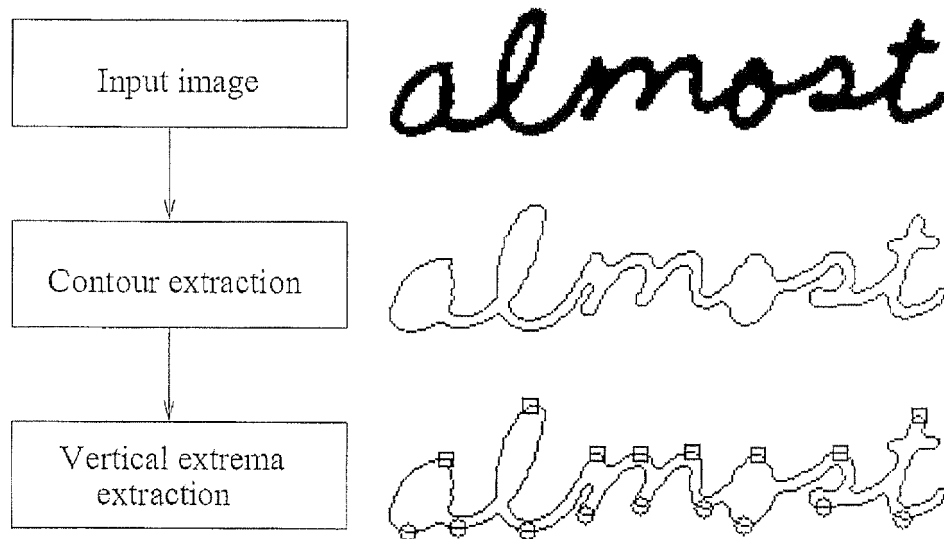 Input image
almost
Contour extraction
almost
Vertical extrema
extraction
almost